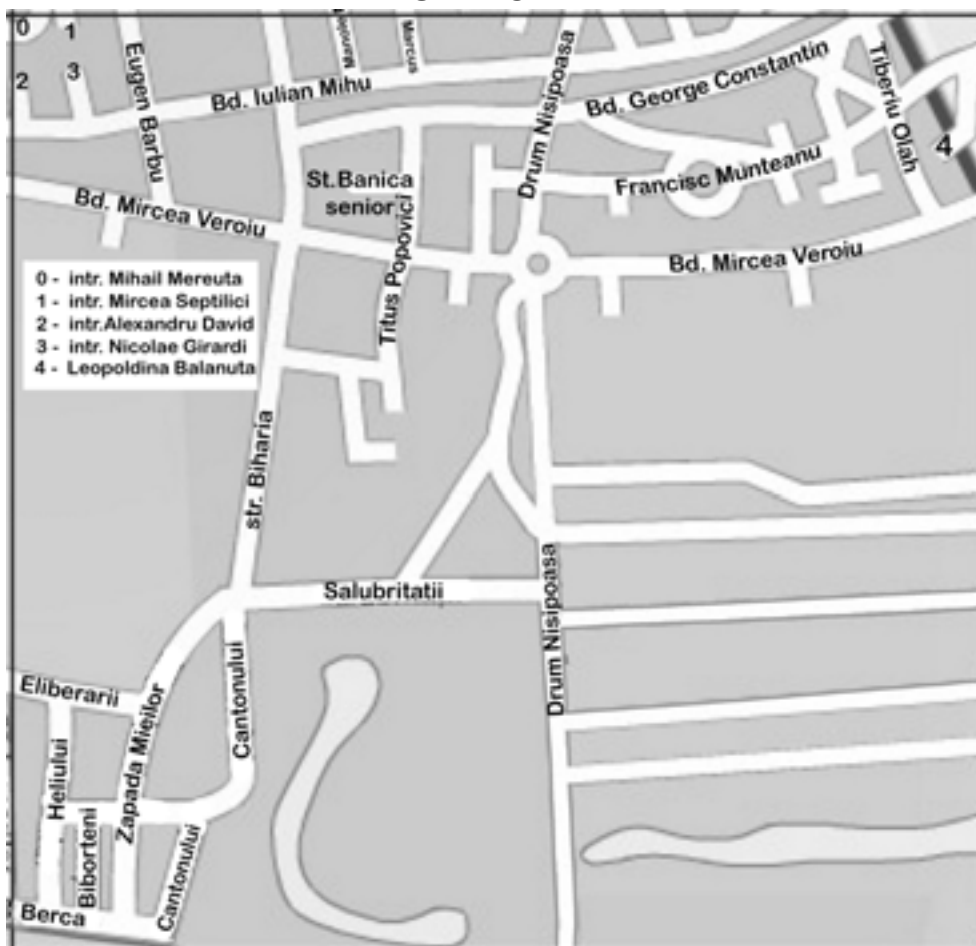 0
1
2
3
Eugen Barbu
Manolescu
Marcus
Bd. Iulian Mihu
Drum Nisipoasa
Bd. George Constantin
Tiberiu Olah
4
St.Banica
senior
Francisc Munteanu
Bd. Mircea Veroiu
Titus Popovici
Bd. Mircea Veroiu
0 - intr. Mihail Mereuta
1 - intr. Mircea Septilici
2 - intr.Alexandru David
3 - intr. Nicolae Girardi
4 - Leopoldina Balanuta
str. Biharia
Salubritatii
Drum Nisipoasa
Eliberarii
Zapada Mieilor
Cantonului
Heliului
Biborteni
Cantonului
Berca